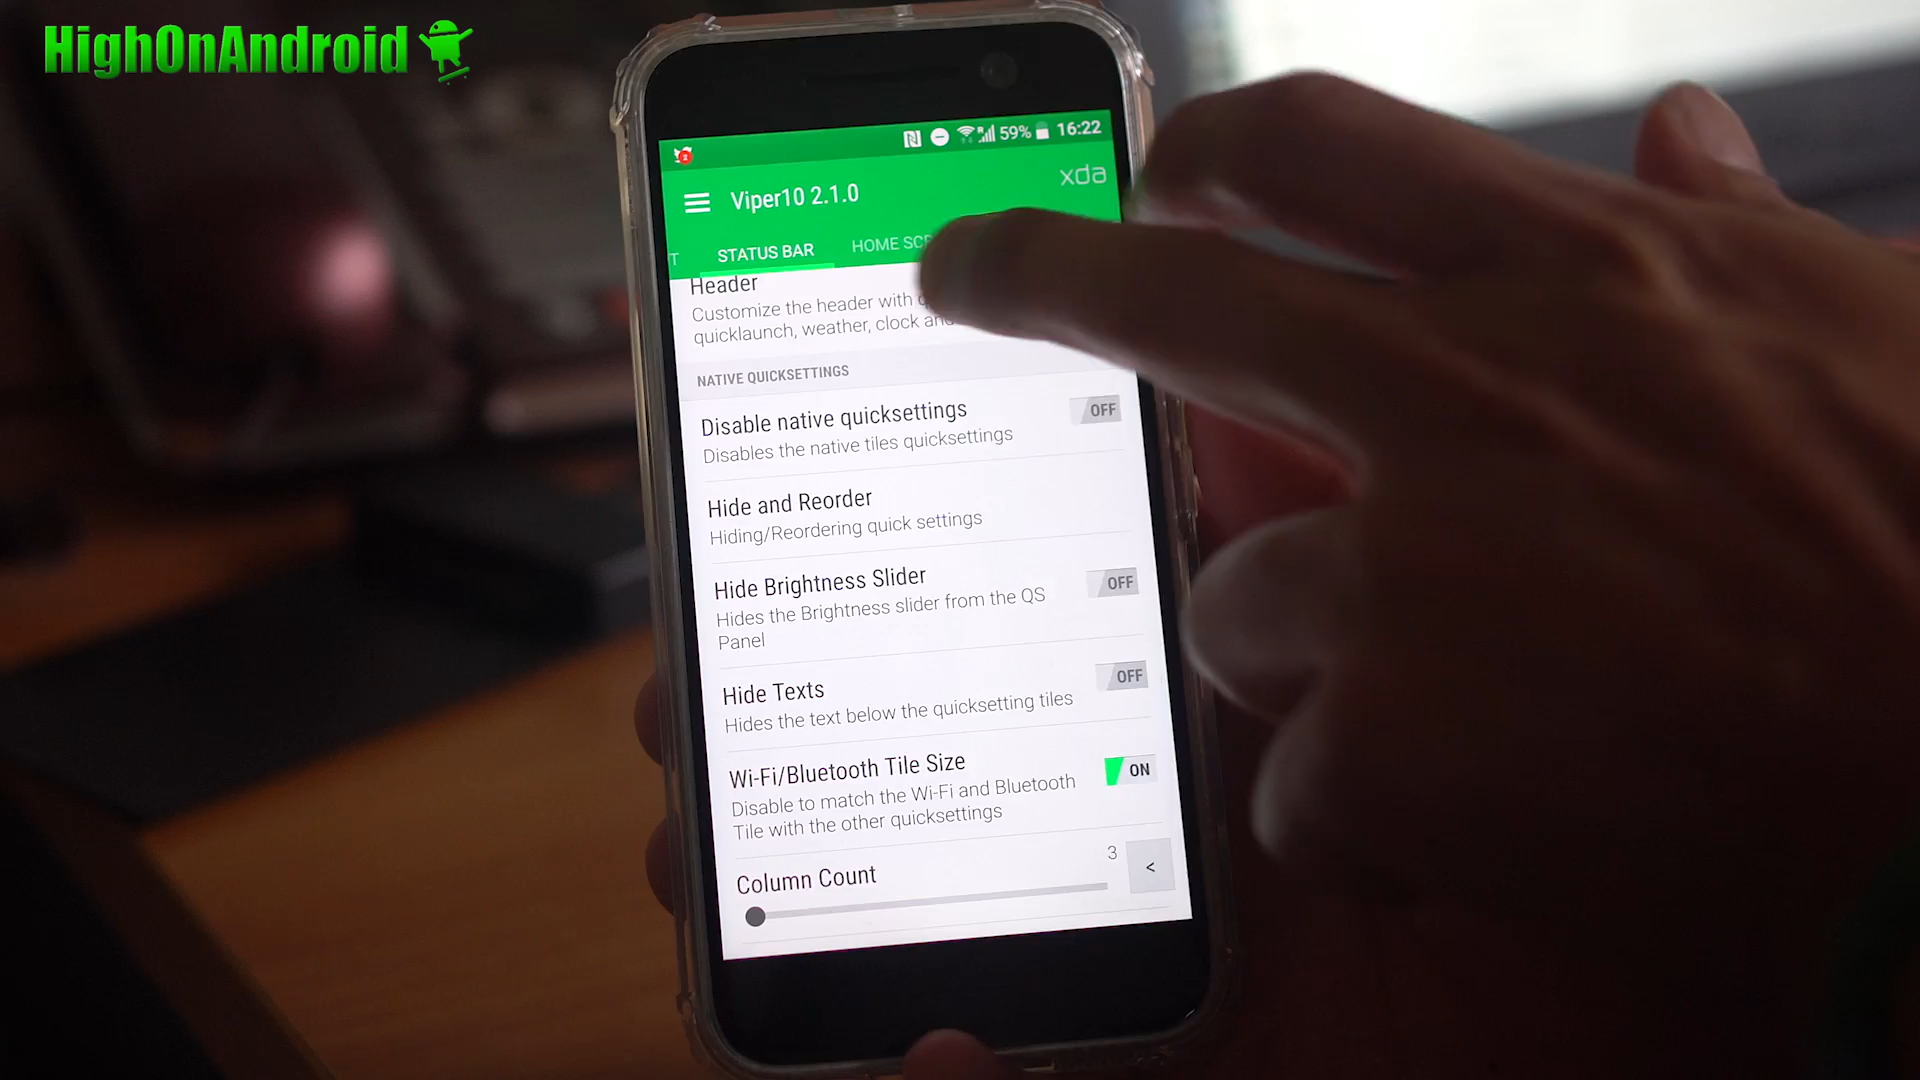 HighOnAndroid
59% 16:22
Viper10 2.1.0
xda
T STATUS BAR HOME
Header
Customize the header with
quicklaunch, weather, clock
NATIVE QUICKSETTINGS
Disable native quicksettings
OFF
Disables the native tiles quicksettings
Hide and Reorder
Hiding/Reordering quick settings
Hide Brightness Slider
OFF
Hides the Brightness slider from the QS
Panel
Hide Texts
OFF
Hides the text below the quicksetting tiles
Wi-Fi/Bluetooth Tile Size
ON
Disable to match the Wi-Fi and Bluetooth
Tile with the other quicksettings
Column Count
3
<